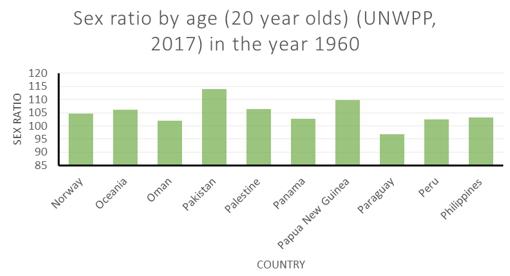 Sex ratio by age (20 year olds) (UNWPP,
2017) in the year 1960
120
115
110
105
100
95
90
85
SEX RATIO
Norway
Oceania
Oman
Pakistan
Palestine
Panama
Papua New Guinea
Paraguay
Peru
Philippines
COUNTRY